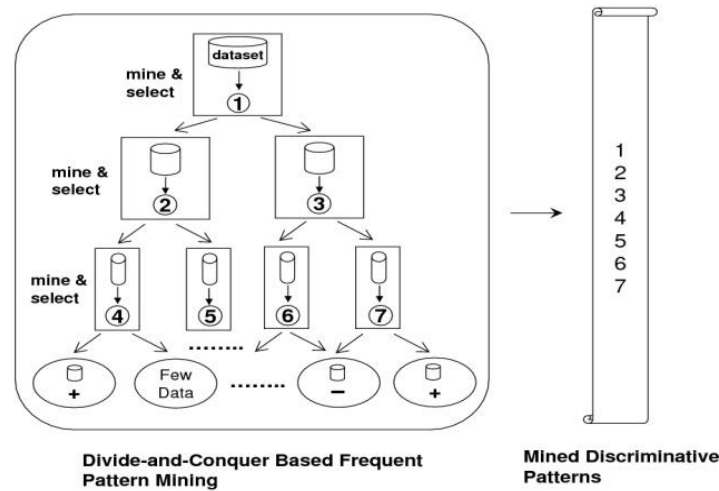 dataset
mine &
select
1
mine &
select
2
3
mine &
select
4
5
6
7
+
Few
Data
−
+
Divide-and-Conquer Based Frequent
Pattern Mining
1
2
3
4
5
6
7
Mined Discriminative
Patterns